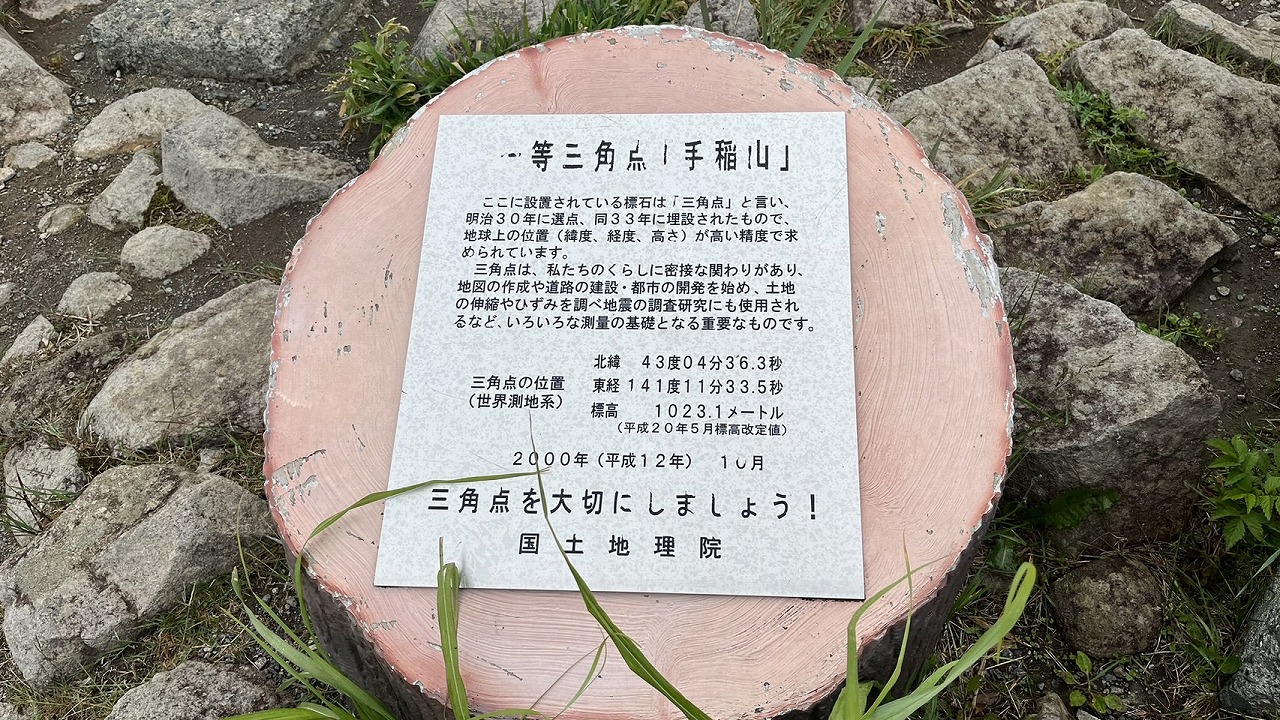 一等三角点「手稲山」
ここに設置されている標石は「三角点」と言い、
明治30年に選点、同33年に埋設されたもので、
地球上の位置(緯度、経度、高さ)が高い精度で求
められています。
三角点は、私たちのくらしに密接な関わりがあり、
地図の作成や道路の建設・都市の開発を始め、土地
の伸縮やひずみを調べ地震の調査研究にも使用され
るなど、いろいろな測量の基礎となる重要なものです。
北緯 43度04分36.3秒
三角点の位置 東経 141度11分33.5秒
(世界測地系) 標高 1023.1メートル
(平成20年5月標高改定値)
2000年(平成12年) 10月
三角点を大切にしましょう!
国土地理院